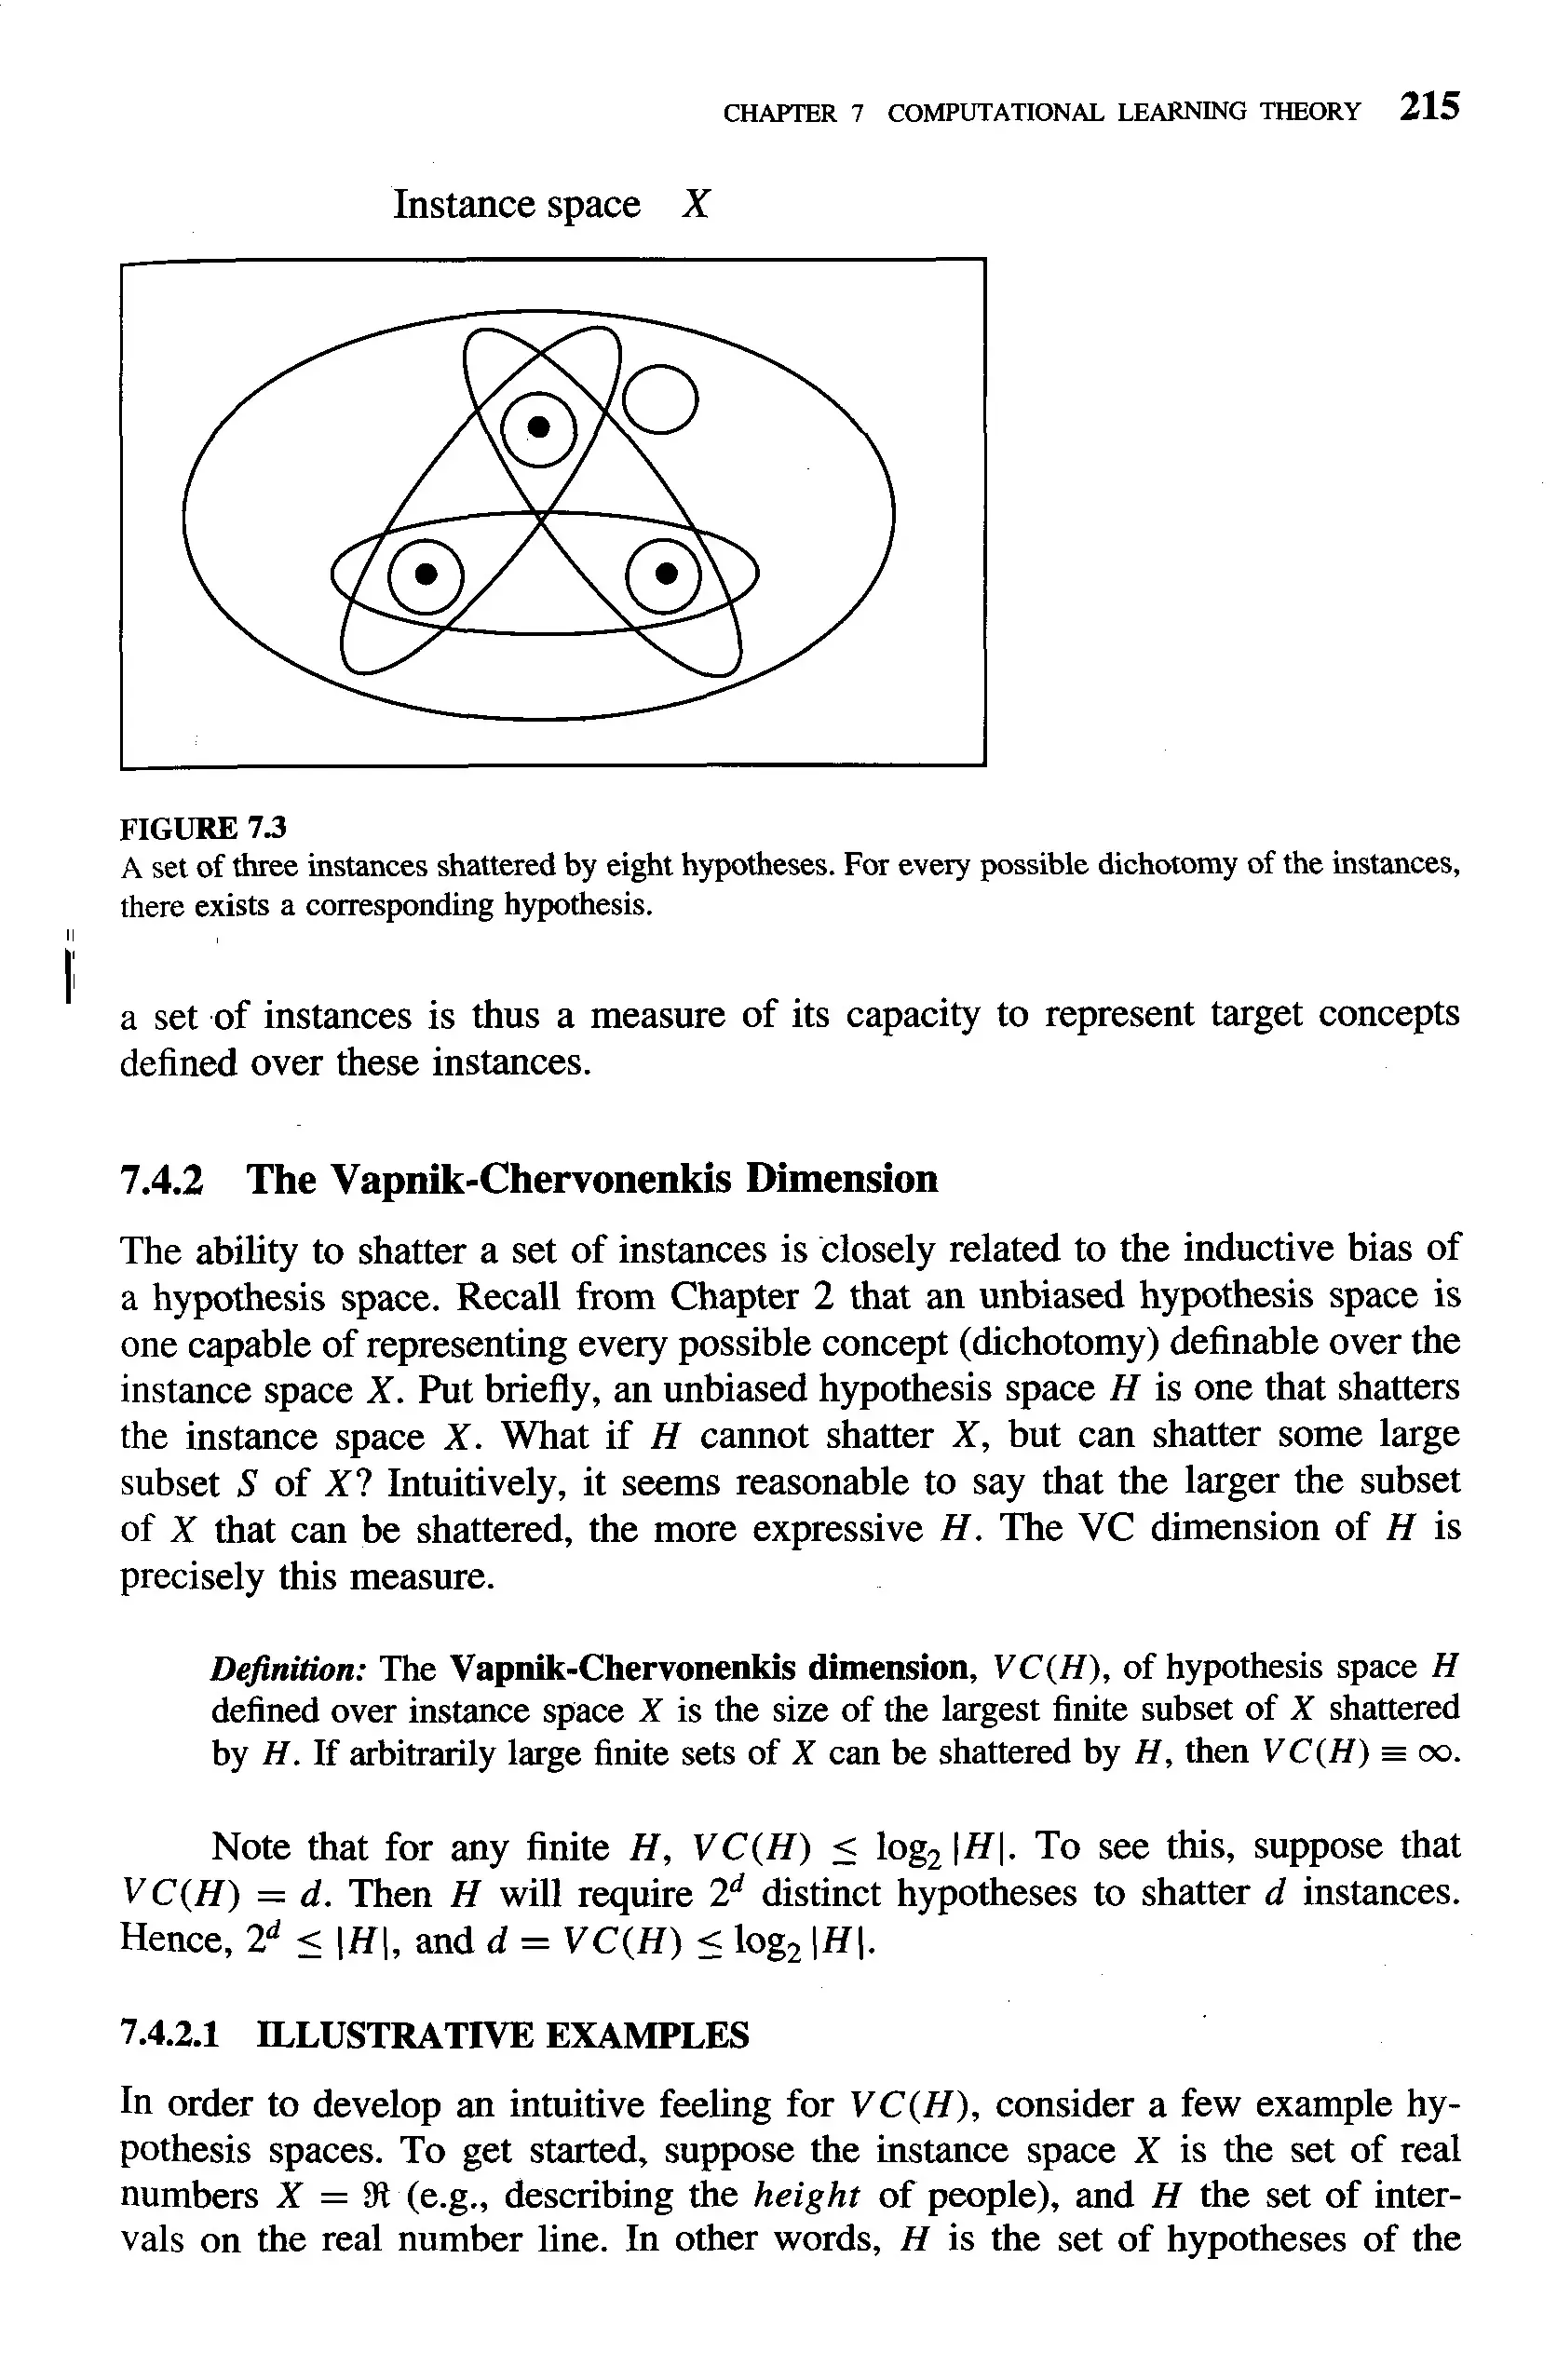 CHAPTER 7 COMPUTATIONAL LEARNING THEORY 215
Instance space X
FIGURE 7.3
A set of three instances shattered by eight hypotheses. For every possible dichotomy of the instances,
there exists a corresponding hypothesis.
a set of instances is thus a measure of its capacity to represent target concepts
defined over these instances.
7.4.2 The Vapnik-Chervonenkis Dimension
The ability to shatter a set of instances is closely related to the inductive bias of
a hypothesis space. Recall from Chapter 2 that an unbiased hypothesis space is
one capable of representing every possible concept (dichotomy) definable over the
instance space X. Put briefly, an unbiased hypothesis space H is one that shatters
the instance space X. What if H cannot shatter X, but can shatter some large
subset S of X? Intuitively, it seems reasonable to say that the larger the subset
of X that can be shattered, the more expressive H. The VC dimension of H is
precisely this measure.
Definition: The Vapnik-Chervonenkis dimension, VC(H), of hypothesis space H
defined over instance space X is the size of the largest finite subset of X shattered
by H. If arbitrarily large finite sets of X can be shattered by H, then VC(H) ≡ ∞.
Note that for any finite H, VC(H) ≤ log₂ |H|. To see this, suppose that
VC(H) = d. Then H will require 2ᵈ distinct hypotheses to shatter d instances.
Hence, 2ᵈ ≤ |H|, and d = VC(H) ≤ log₂ |H|.
7.4.2.1 ILLUSTRATIVE EXAMPLES
In order to develop an intuitive feeling for VC(H), consider a few example hy-
pothesis spaces. To get started, suppose the instance space X is the set of real
numbers X = ℜ (e.g., describing the height of people), and H the set of inter-
vals on the real number line. In other words, H is the set of hypotheses of the